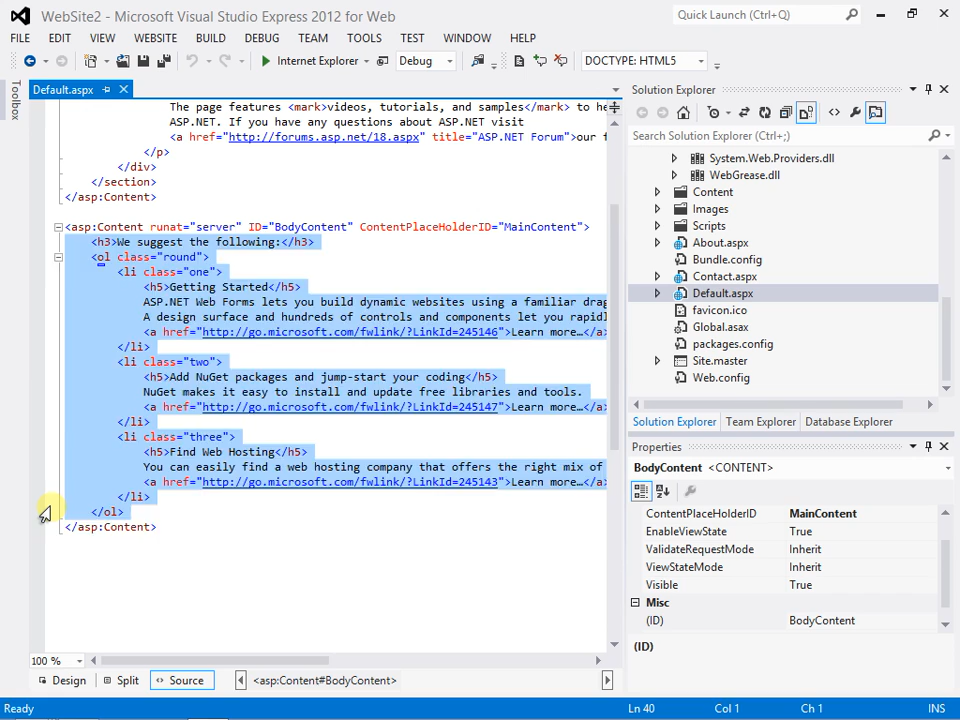 WebSite2 - Microsoft Visual Studio Express 2012 for Web
Quick Launch (Ctrl+Q)
FILE EDIT VIEW WEBSITE BUILD DEBUG TEAM TOOLS TEST WINDOW HELP
Internet Explorer Debug DOCTYPE: HTML5
Toolbox
Default.aspx
The page features <mark>videos, tutorials, and samples</mark> to he
ASP.NET. If you have any questions about ASP.NET visit
<a href="http://forums.asp.net/18.aspx" title="ASP.NET Forum">our f
</p>
</div>
</section>
</asp:Content>
<asp:Content runat="server" ID="BodyContent" ContentPlaceHolderID="MainContent">
<h3>We suggest the following:</h3>
<ol class="round">
<li class="one">
<h5>Getting Started</h5>
ASP.NET Web Forms lets you build dynamic websites using a familiar drag
A design surface and hundreds of controls and components let you rapidl
<a href="http://go.microsoft.com/fwlink/?LinkId=245146">Learn more…</a>
</li>
<li class="two">
<h5>Add NuGet packages and jump-start your coding</h5>
NuGet makes it easy to install and update free libraries and tools.
<a href="http://go.microsoft.com/fwlink/?LinkId=245147">Learn more…</a>
</li>
<li class="three">
<h5>Find Web Hosting</h5>
You can easily find a web hosting company that offers the right mix of
<a href="http://go.microsoft.com/fwlink/?LinkId=245143">Learn more…</a>
</li>
</ol>
</asp:Content>
100 %
Design Split Source <asp:Content#BodyContent>
Solution Explorer
Search Solution Explorer (Ctrl+;)
System.Web.Providers.dll
WebGrease.dll
Content
Images
Scripts
About.aspx
Bundle.config
Contact.aspx
Default.aspx
favicon.ico
Global.asax
packages.config
Site.master
Web.config
Solution Explorer Team Explorer Database Explorer
Properties
BodyContent <CONTENT>
ContentPlaceHolderID MainContent
EnableViewState True
ValidateRequestMode Inherit
ViewStateMode Inherit
Visible True
Misc
(ID) BodyContent
(ID)
Ready Ln 40 Col 1 Ch 1 INS